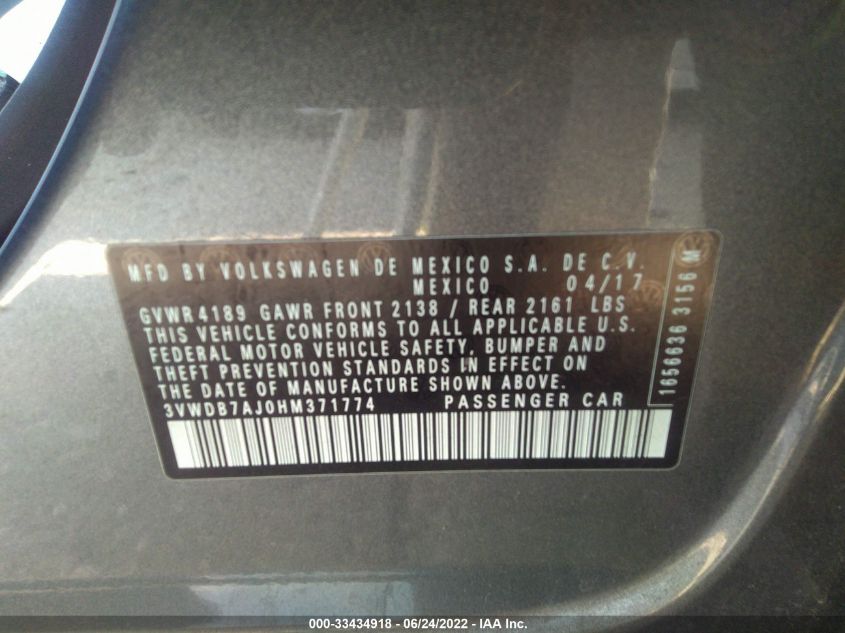 MFD BY VOLKSWAGEN DE MEXICO S.A. DE C.V.
MEXICO 04/17
GVWR 4189 GAWR FRONT 2138 / REAR 2161 LBS
THIS VEHICLE CONFORMS TO ALL APPLICABLE U.S.
FEDERAL MOTOR VEHICLE SAFETY, BUMPER AND
THEFT PREVENTION STANDARDS IN EFFECT ON
THE DATE OF MANUFACTURE SHOWN ABOVE.
3VWDB7AJ0HM371774 PASSENGER CAR
1656636 3156 M
000-33434918 - 06/24/2022 - IAA Inc.